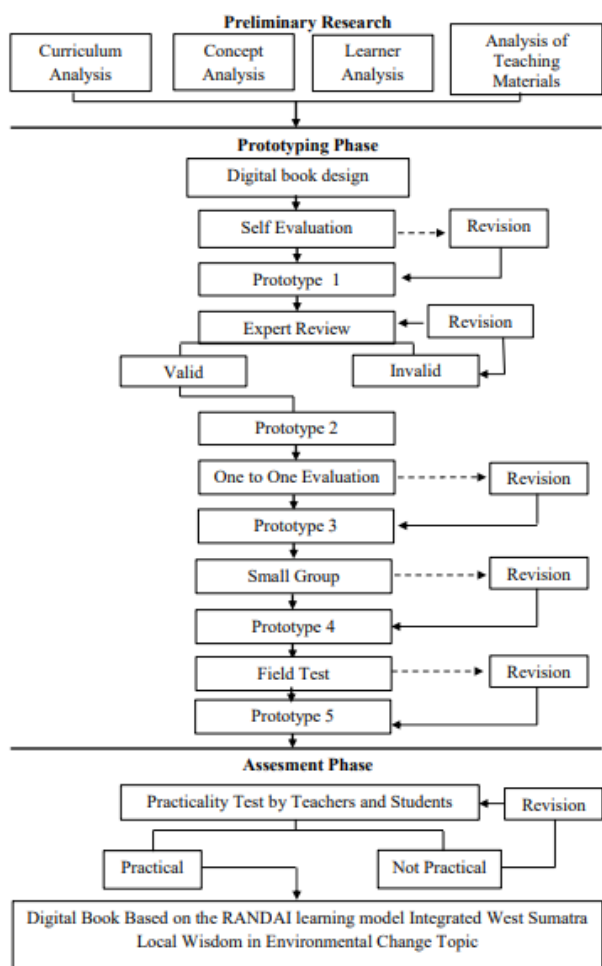 Preliminary Research
Curriculum
Analysis
Concept
Analysis
Learner
Analysis
Analysis of
Teaching
Materials
Prototyping Phase
Digital book design
Self Evaluation
Revision
Prototype 1
Expert Review
Revision
Valid
Invalid
Prototype 2
One to One Evaluation
Revision
Prototype 3
Small Group
Revision
Prototype 4
Field Test
Revision
Prototype 5
Assesment Phase
Practicality Test by Teachers and Students
Revision
Practical
Not Practical
Digital Book Based on the RANDAI learning model Integrated West Sumatra
Local Wisdom in Environmental Change Topic